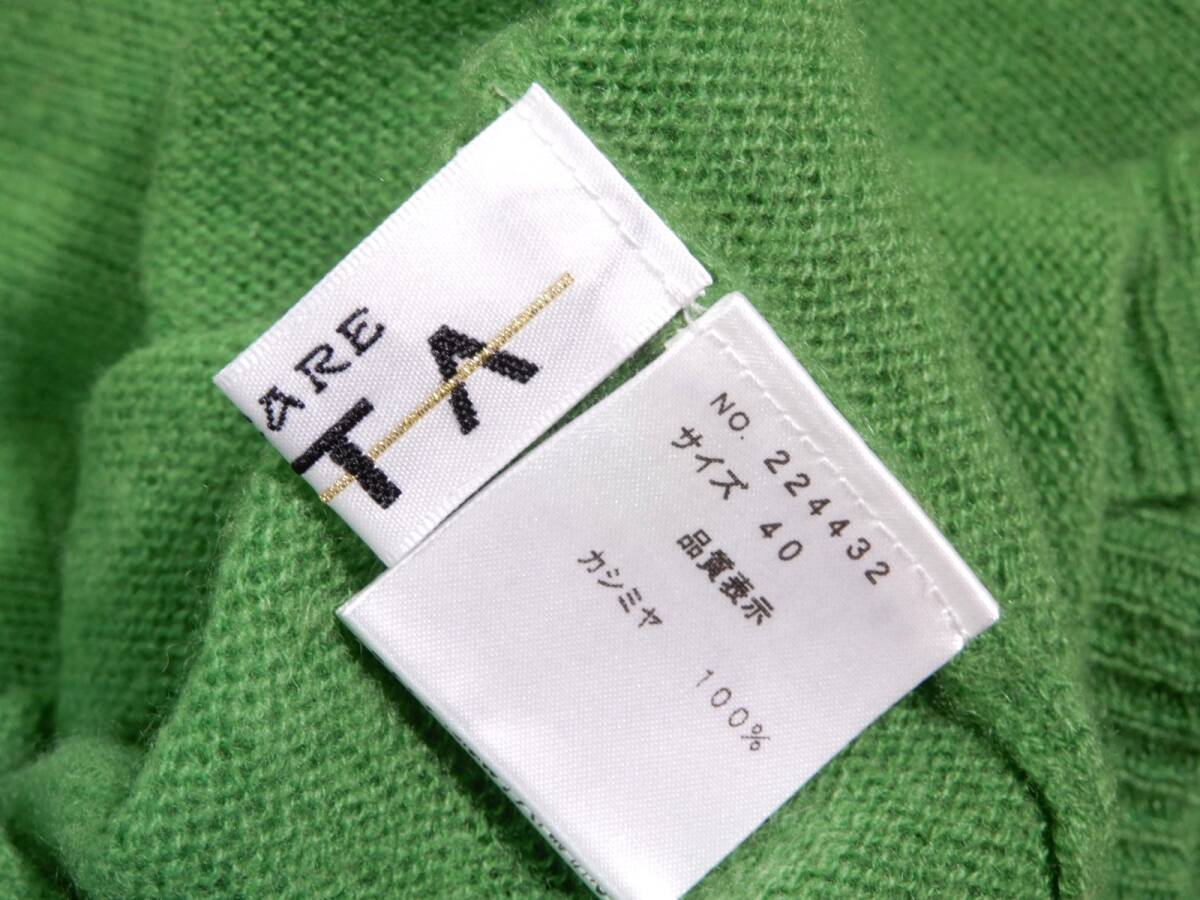 ARE
TA
NO. 224432
サイズ 40
品質表示
カシミヤ 100%